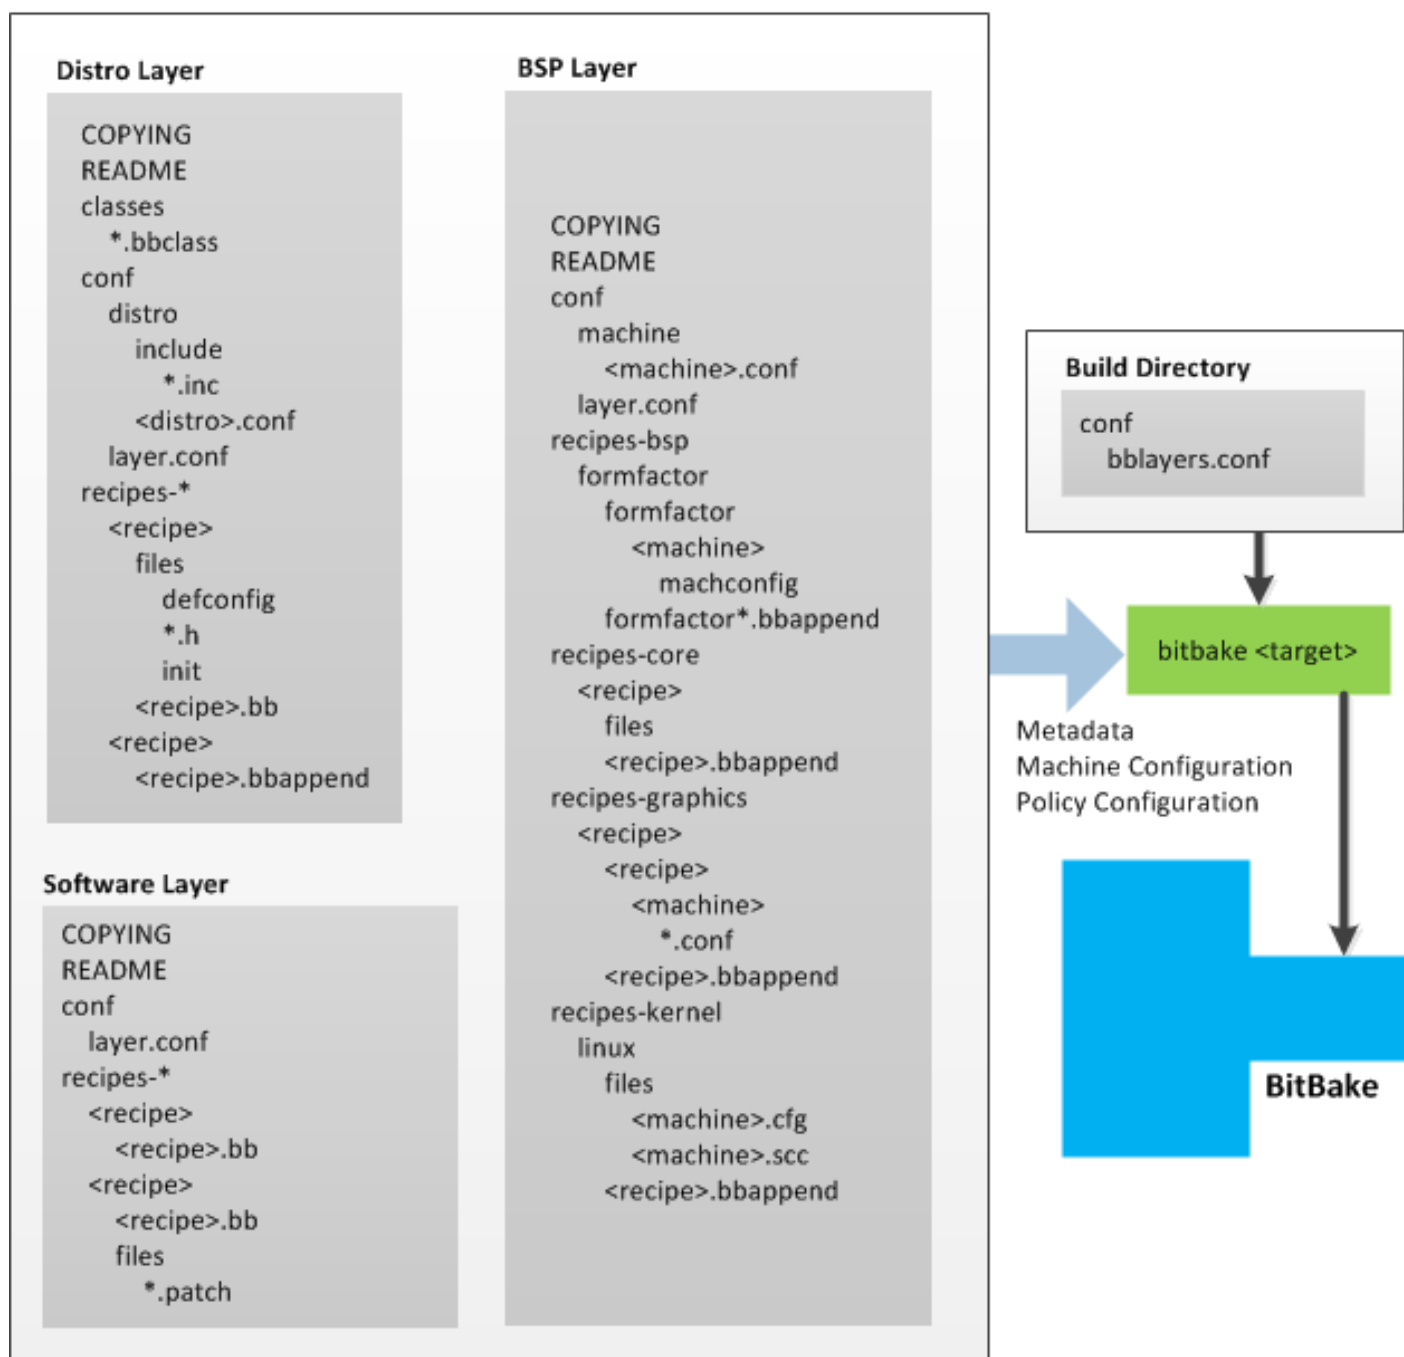 Distro Layer
COPYING
README
classes
*.bbclass
conf
distro
include
*.inc
<distro>.conf
layer.conf
recipes-*
<recipe>
files
defconfig
*.h
init
<recipe>.bb
<recipe>
<recipe>.bbappend
Software Layer
COPYING
README
conf
layer.conf
recipes-*
<recipe>
<recipe>.bb
<recipe>
<recipe>.bb
files
*.patch
BSP Layer
COPYING
README
conf
machine
<machine>.conf
layer.conf
recipes-bsp
formfactor
formfactor
<machine>
machconfig
formfactor*.bbappend
recipes-core
<recipe>
files
<recipe>.bbappend
recipes-graphics
<recipe>
<recipe>
<machine>
*.conf
<recipe>.bbappend
recipes-kernel
linux
files
<machine>.cfg
<machine>.scc
<recipe>.bbappend
Build Directory
conf
bblayers.conf
bitbake <target>
Metadata
Machine Configuration
Policy Configuration
BitBake